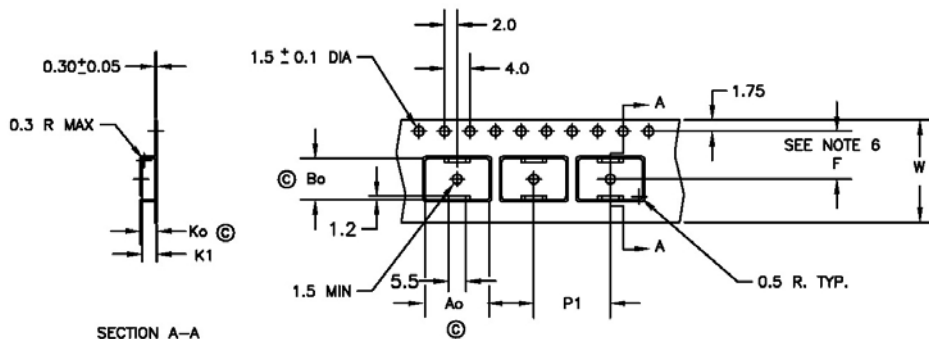 2.0
0.30±0.05
1.5 ± 0.1 DIA
4.0
A
1.75
0.3 R MAX
SEE NOTE 6
F
W
Ⓒ Bo
1.2
Ko Ⓒ
K1
A
5.5
1.5 MIN
0.5 R. TYP.
Ao
P1
Ⓒ
SECTION A-A